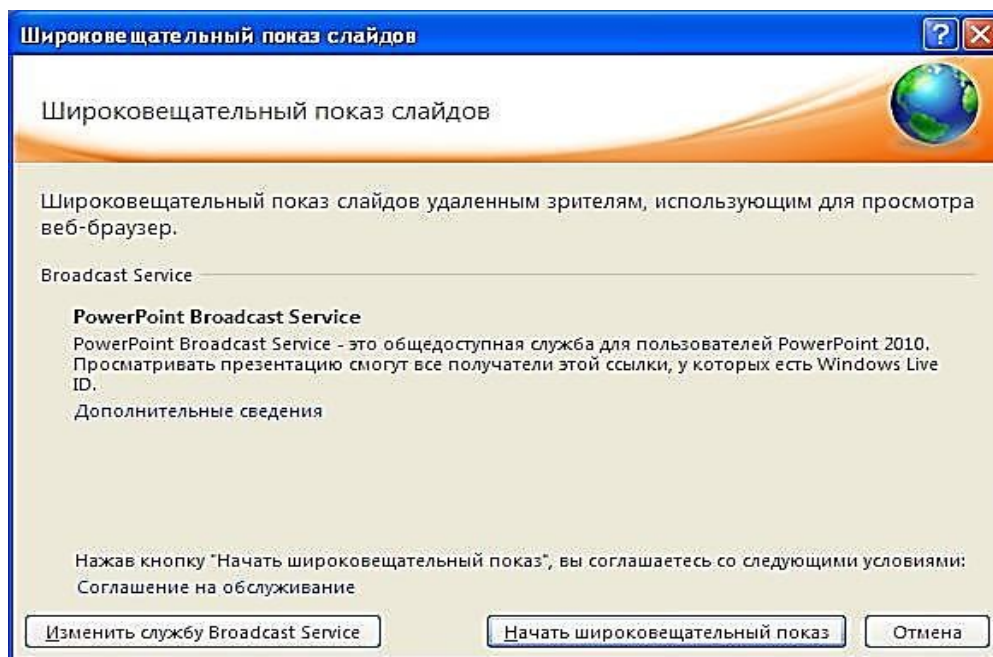 Широковещательный показ слайдов
Широковещательный показ слайдов
Широковещательный показ слайдов удаленным зрителям, использующим для просмотра
веб-браузер.
Broadcast Service
PowerPoint Broadcast Service
PowerPoint Broadcast Service - это общедоступная служба для пользователей PowerPoint 2010.
Просматривать презентацию смогут все получатели этой ссылки, у которых есть Windows Live
ID.
Дополнительные сведения
Нажав кнопку "Начать широковещательный показ", вы соглашаетесь со следующими условиями:
Соглашение на обслуживание
Изменить службу Broadcast Service
Начать широковещательный показ
Отмена